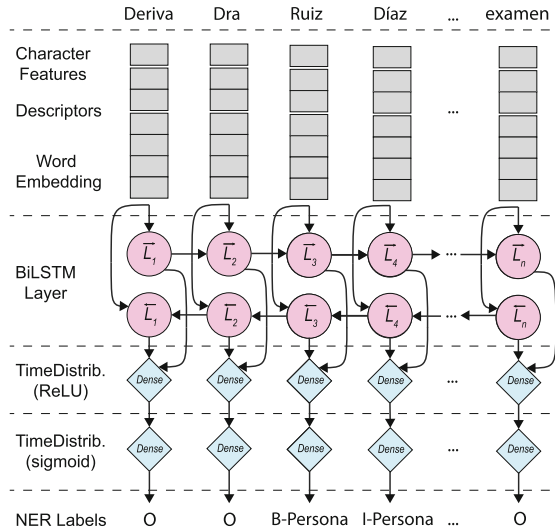 Deriva Dra Ruiz Díaz ... examen
Character
Features
Descriptors
...
Word
Embedding
L1 L2 L3 L4 ... Ln
BiLSTM
Layer
L1 L2 L3 L4 ... Ln
TimeDistrib.
(ReLU)
Dense Dense Dense Dense ... Dense
TimeDistrib.
(sigmoid)
Dense Dense Dense Dense ... Dense
NER Labels O O B-Persona I-Persona ... O